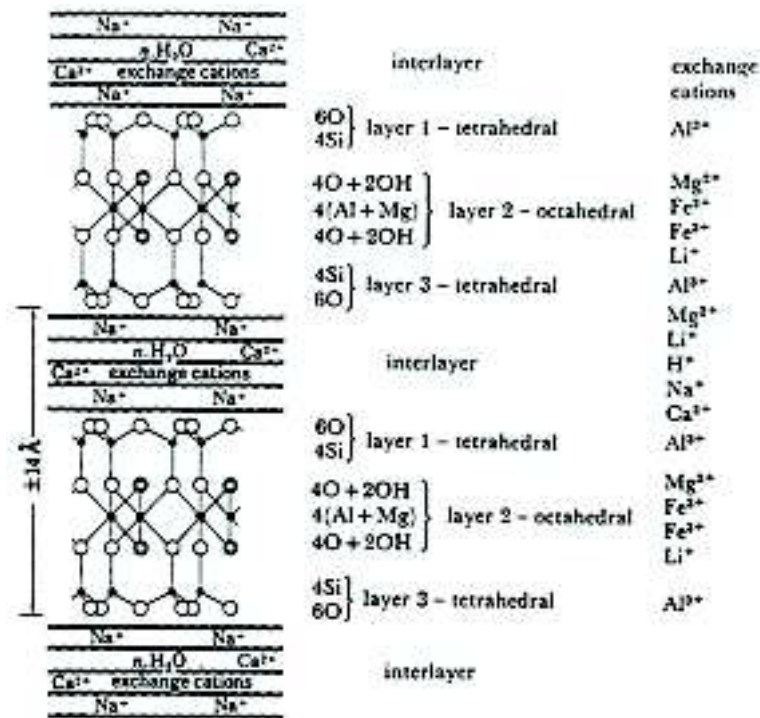 Na⁺ Na⁺
n.H₂O Ca²⁺
Ca²⁺ exchange cations
Na⁺ Na⁺
interlayer
exchange
cations
6O
4Si } layer 1 – tetrahedral Al³⁺
4O + 2OH Mg²⁺
4(Al + Mg) } layer 2 – octahedral Fe²⁺
4O + 2OH Fe³⁺
Li⁺
4Si
6O } layer 3 – tetrahedral Al³⁺
Na⁺ Na⁺ Mg²⁺
n.H₂O Ca²⁺ Li⁺
Ca²⁺ exchange cations interlayer H⁺
Na⁺ Na⁺ Na⁺
Ca²⁺
6O
4Si } layer 1 – tetrahedral Al³⁺
±14Å
4O + 2OH Mg²⁺
4(Al + Mg) } layer 2 – octahedral Fe²⁺
4O + 2OH Fe³⁺
Li⁺
4Si
6O } layer 3 – tetrahedral Al³⁺
Na⁺ Na⁺
n.H₂O Ca²⁺
Ca²⁺ exchange cations interlayer
Na⁺ Na⁺